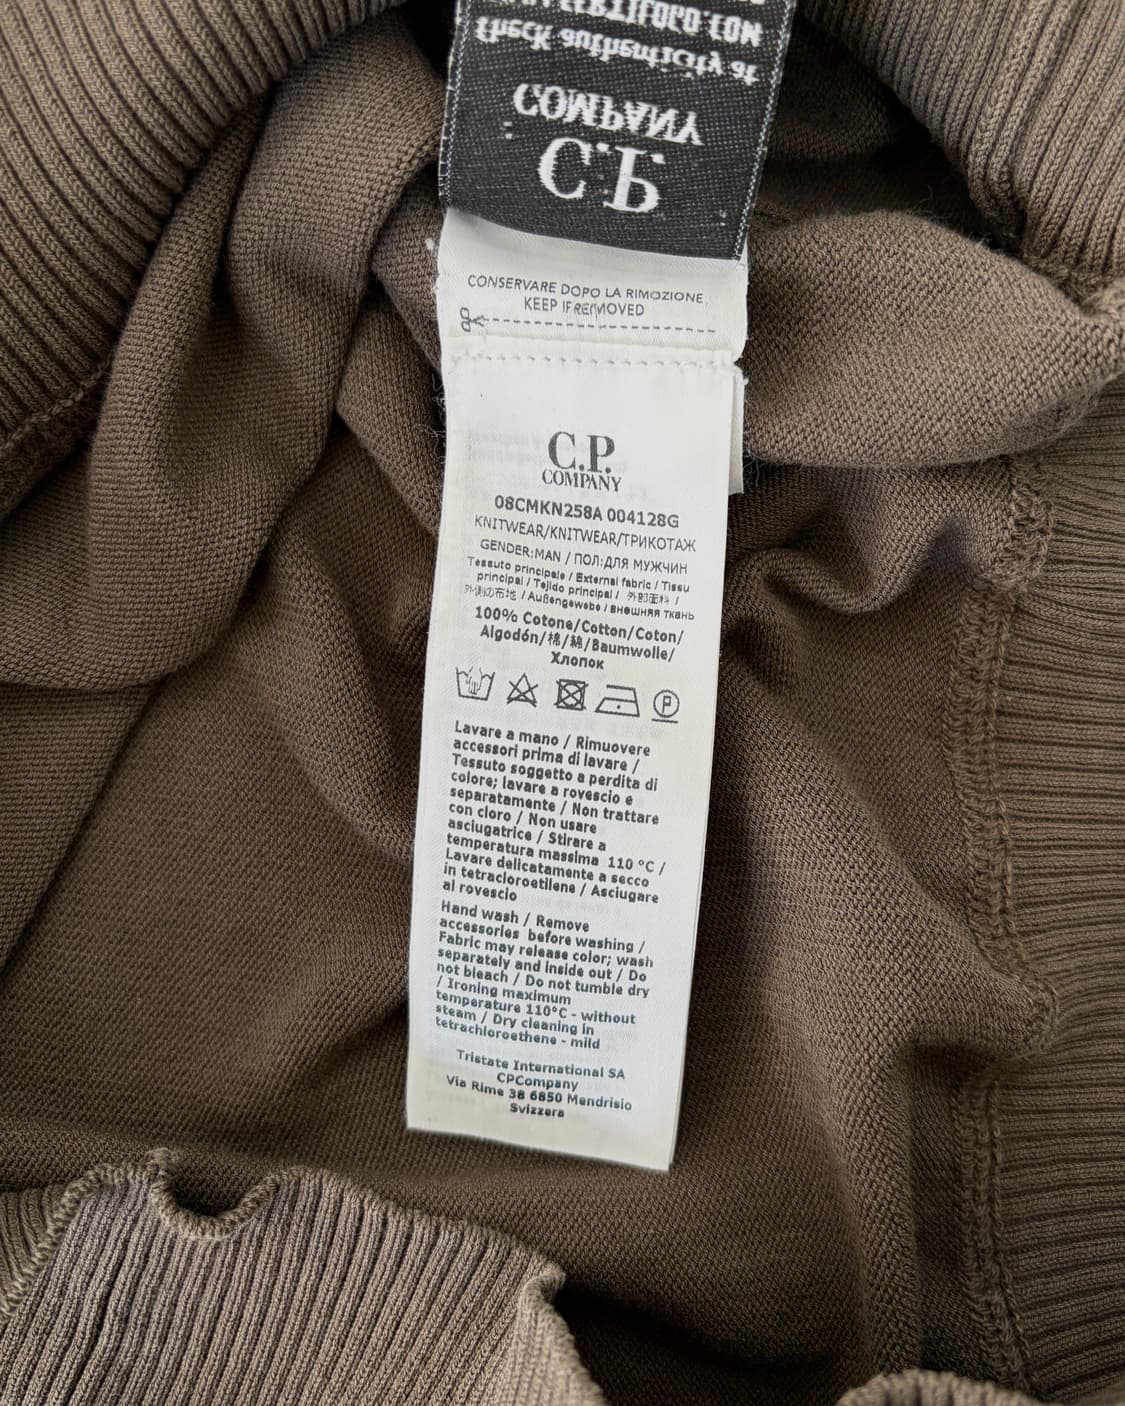 CERTILOGO.COM
Check authenticity at
COMPANY
C.P.
CONSERVARE DOPO LA RIMOZIONE
KEEP IF REMOVED
C.P.
COMPANY
08CMKN258A 004128G
KNITWEAR/KNITWEAR/ТРИКОТАЖ
GENDER:MAN / ПОЛ:ДЛЯ МУЖЧИН
Tessuto principale / External fabric / Tissu
principal / Tejido principal / 外部面料 /
外側の布地 / Außengewebe / внешняя ткань
100% Cotone/Cotton/Coton/
Algodón/棉/綿/Baumwolle/
Хлопок
P
Lavare a mano / Rimuovere
accessori prima di lavare /
Tessuto soggetto a perdita di
colore; lavare a rovescio e
separatamente / Non trattare
con cloro / Non usare
asciugatrice / Stirare a
temperatura massima 110 °C /
Lavare delicatamente a secco
in tetracloroetilene / Asciugare
al rovescio
Hand wash / Remove
accessories before washing /
Fabric may release color; wash
separately and inside out / Do
not bleach / Do not tumble dry
/ Ironing maximum
temperature 110°C - without
steam / Dry cleaning in
tetrachloroethene - mild
Tristate International SA
CPCompany
Via Rime 38 6850 Mendrisio
Svizzera